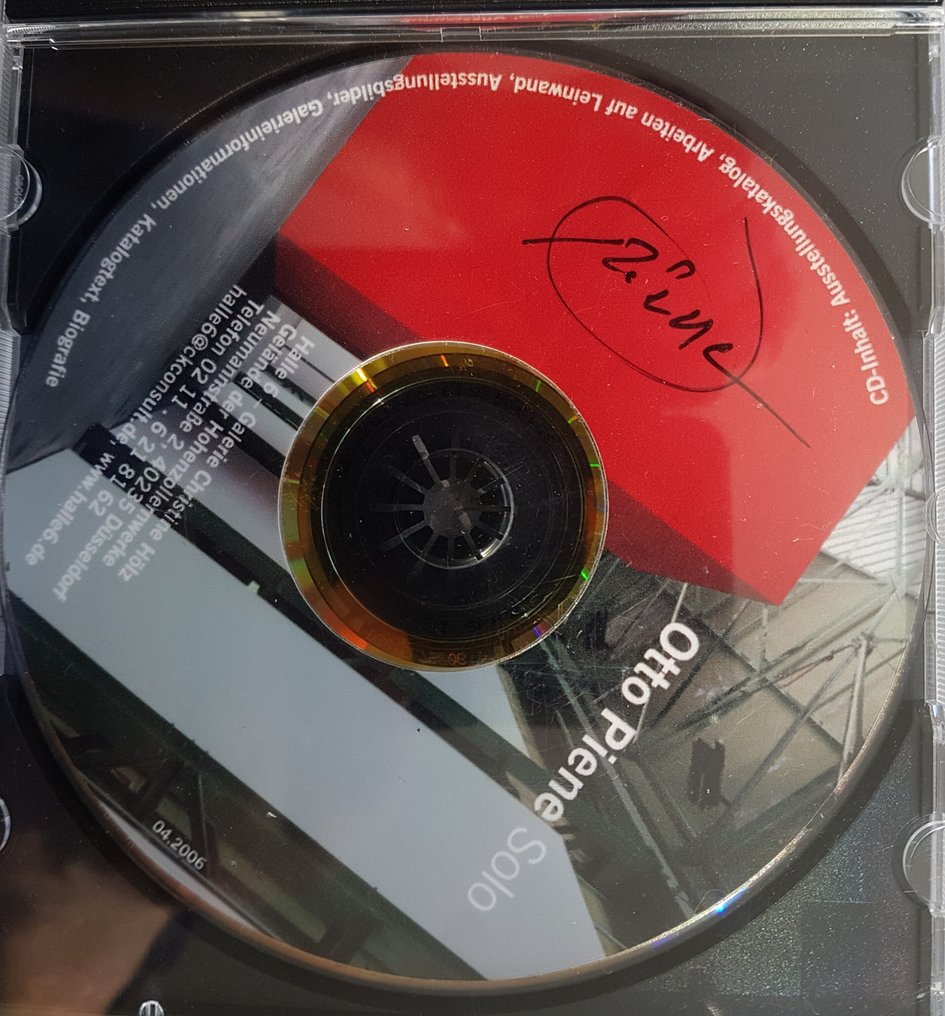 Otto Piene Solo
Piene
Halle 6 - Galerie Christine Hölz
Gelände der Hohenzollernwerke
Neumannstraße 2, 40235 Düsseldorf
Telefon 02 11 . 6 21 81 62
halle6@ckconsult.de, www.halle6.de
CD-Inhalt: Ausstellungskatalog, Arbeiten auf Leinwand, Ausstellungsbilder, Galerieinformationen, Katalogtext, Biografie
04.2006